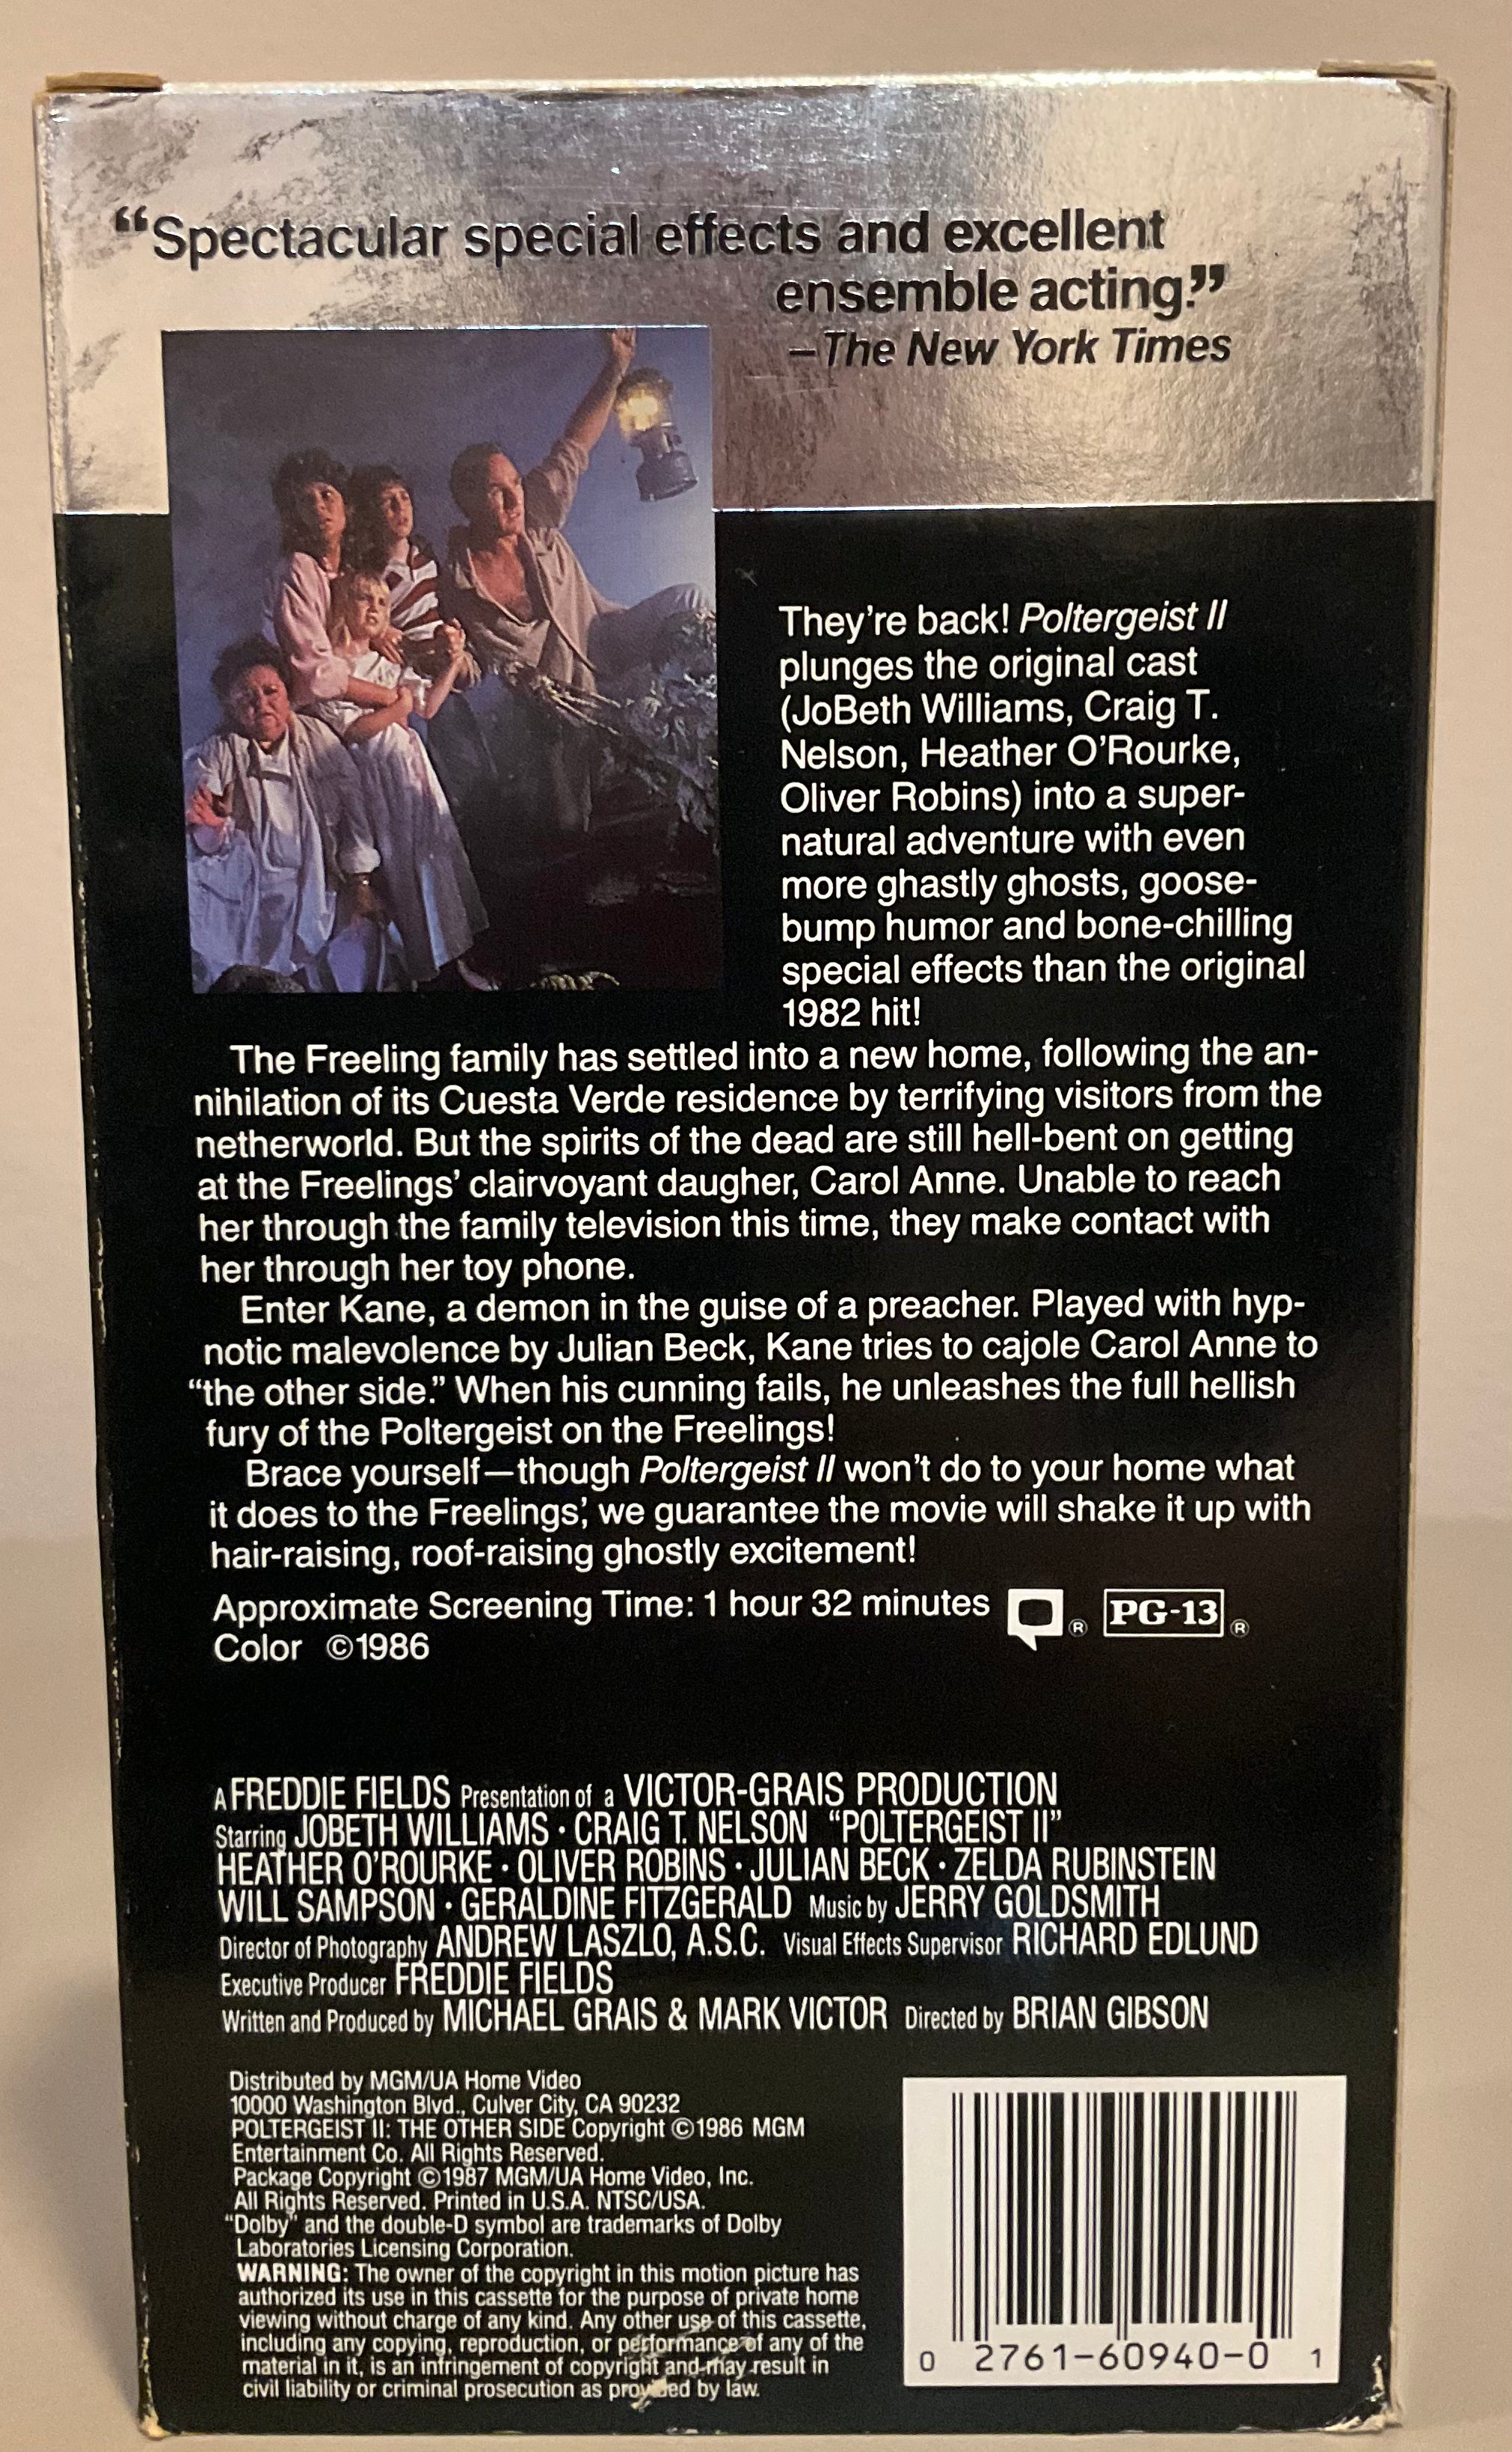 “Spectacular special effects and excellent
ensemble acting.”
—The New York Times
They’re back! Poltergeist II
plunges the original cast
(JoBeth Williams, Craig T.
Nelson, Heather O’Rourke,
Oliver Robins) into a super-
natural adventure with even
more ghastly ghosts, goose-
bump humor and bone-chilling
special effects than the original
1982 hit!
The Freeling family has settled into a new home, following the an-
nihilation of its Cuesta Verde residence by terrifying visitors from the
netherworld. But the spirits of the dead are still hell-bent on getting
at the Freelings’ clairvoyant daugher, Carol Anne. Unable to reach
her through the family television this time, they make contact with
her through her toy phone.
Enter Kane, a demon in the guise of a preacher. Played with hyp-
notic malevolence by Julian Beck, Kane tries to cajole Carol Anne to
“the other side.” When his cunning fails, he unleashes the full hellish
fury of the Poltergeist on the Freelings!
Brace yourself—though Poltergeist II won’t do to your home what
it does to the Freelings’, we guarantee the movie will shake it up with
hair-raising, roof-raising ghostly excitement!
Approximate Screening Time: 1 hour 32 minutes ® PG-13 ®
Color ©1986
A FREDDIE FIELDS Presentation of a VICTOR-GRAIS PRODUCTION
Starring JOBETH WILLIAMS · CRAIG T. NELSON “POLTERGEIST II”
HEATHER O’ROURKE · OLIVER ROBINS · JULIAN BECK · ZELDA RUBINSTEIN
WILL SAMPSON · GERALDINE FITZGERALD Music by JERRY GOLDSMITH
Director of Photography ANDREW LASZLO, A.S.C. Visual Effects Supervisor RICHARD EDLUND
Executive Producer FREDDIE FIELDS
Written and Produced by MICHAEL GRAIS & MARK VICTOR Directed by BRIAN GIBSON
Distributed by MGM/UA Home Video
10000 Washington Blvd., Culver City, CA 90232
POLTERGEIST II: THE OTHER SIDE Copyright ©1986 MGM
Entertainment Co. All Rights Reserved.
Package Copyright ©1987 MGM/UA Home Video, Inc.
All Rights Reserved. Printed in U.S.A. NTSC/USA.
“Dolby” and the double-D symbol are trademarks of Dolby
Laboratories Licensing Corporation.
WARNING: The owner of the copyright in this motion picture has
authorized its use in this cassette for the purpose of private home
viewing without charge of any kind. Any other use of this cassette,
including any copying, reproduction, or performance of any of the
material in it, is an infringement of copyright and may result in
civil liability or criminal prosecution as provided by law.
0 2761-60940-0 1